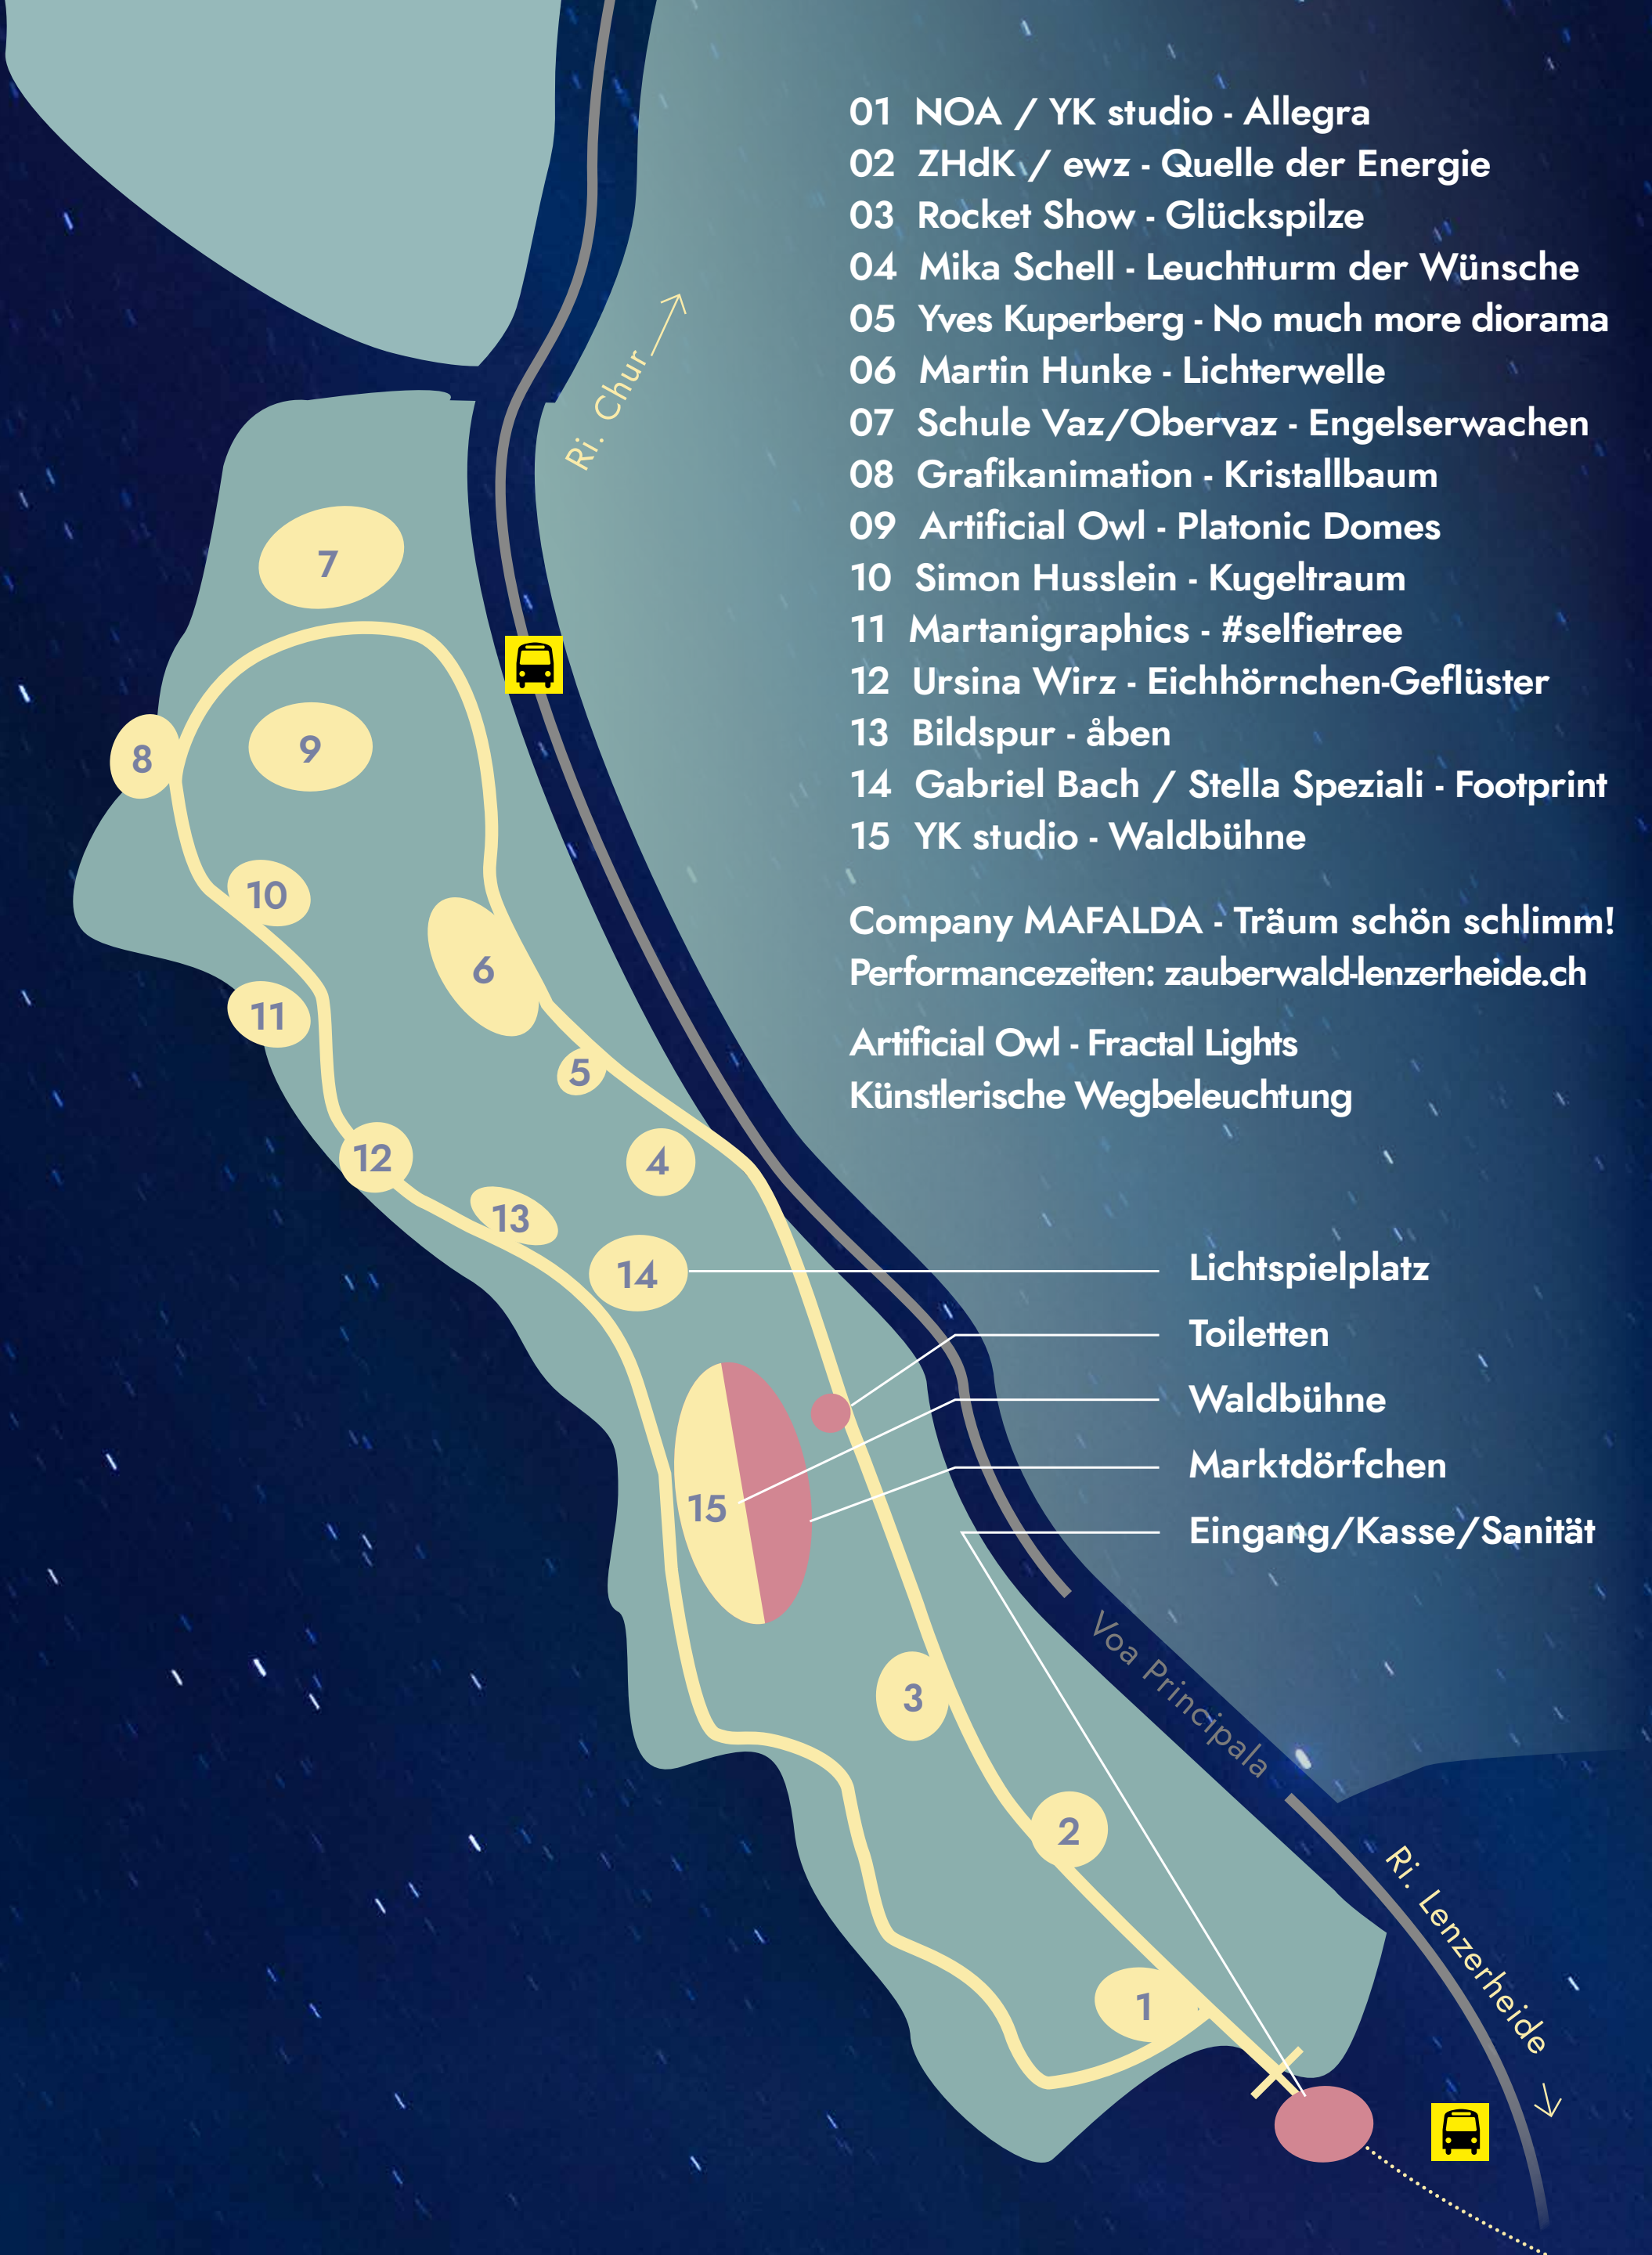 01 NOA / YK studio - Allegra
02 ZHdK / ewz - Quelle der Energie
03 Rocket Show - Glückspilze
04 Mika Schell - Leuchtturm der Wünsche
05 Yves Kuperberg - No much more diorama
06 Martin Hunke - Lichterwelle
07 Schule Vaz/Obervaz - Engelserwachen
08 Grafikanimation - Kristallbaum
09 Artificial Owl - Platonic Domes
10 Simon Husslein - Kugeltraum
11 Martanigraphics - #selfietree
12 Ursina Wirz - Eichhörnchen-Geflüster
13 Bildspur - åben
14 Gabriel Bach / Stella Speziali - Footprint
15 YK studio - Waldbühne
Company MAFALDA - Träum schön schlimm!
Performancezeiten: zauberwald-lenzerheide.ch
Artificial Owl - Fractal Lights
Künstlerische Wegbeleuchtung
Ri. Chur
7
8
9
10
6
11
5
12
4
13
14
Lichtspielplatz
Toiletten
Waldbühne
Marktdörfchen
Eingang/Kasse/Sanität
15
3
Voa Principala
2
Ri. Lenzerheide
1